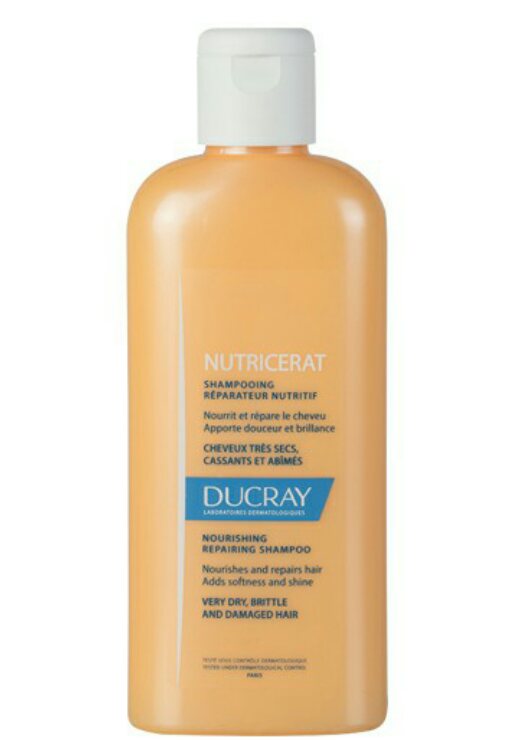 NUTRICERAT
SHAMPOOING
RÉPARATEUR NUTRITIF
Nourrit et répare le cheveu
Apporte douceur et brillance
CHEVEUX TRÈS SECS,
CASSANTS ET ABÎMÉS
DUCRAY
LABORATOIRES DERMATOLOGIQUES
NOURISHING
REPAIRING SHAMPOO
Nourishes and repairs hair
Adds softness and shine
VERY DRY, BRITTLE
AND DAMAGED HAIR
TESTÉ SOUS CONTRÔLE DERMATOLOGIQUE
TESTED UNDER DERMATOLOGICAL CONTROL
PARIS